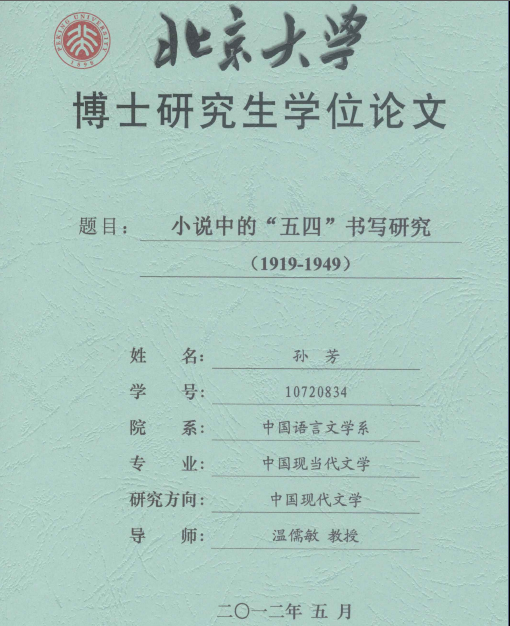 PEKING UNIVERSITY
1898
北京大学
博士研究生学位论文
题目： 小说中的“五四”书写研究
（1919-1949）
姓 名： 孙 芳
学 号： 10720834
院 系： 中国语言文学系
专 业： 中国现当代文学
研究方向： 中国现代文学
导 师： 温儒敏 教授
二〇一二年 五 月